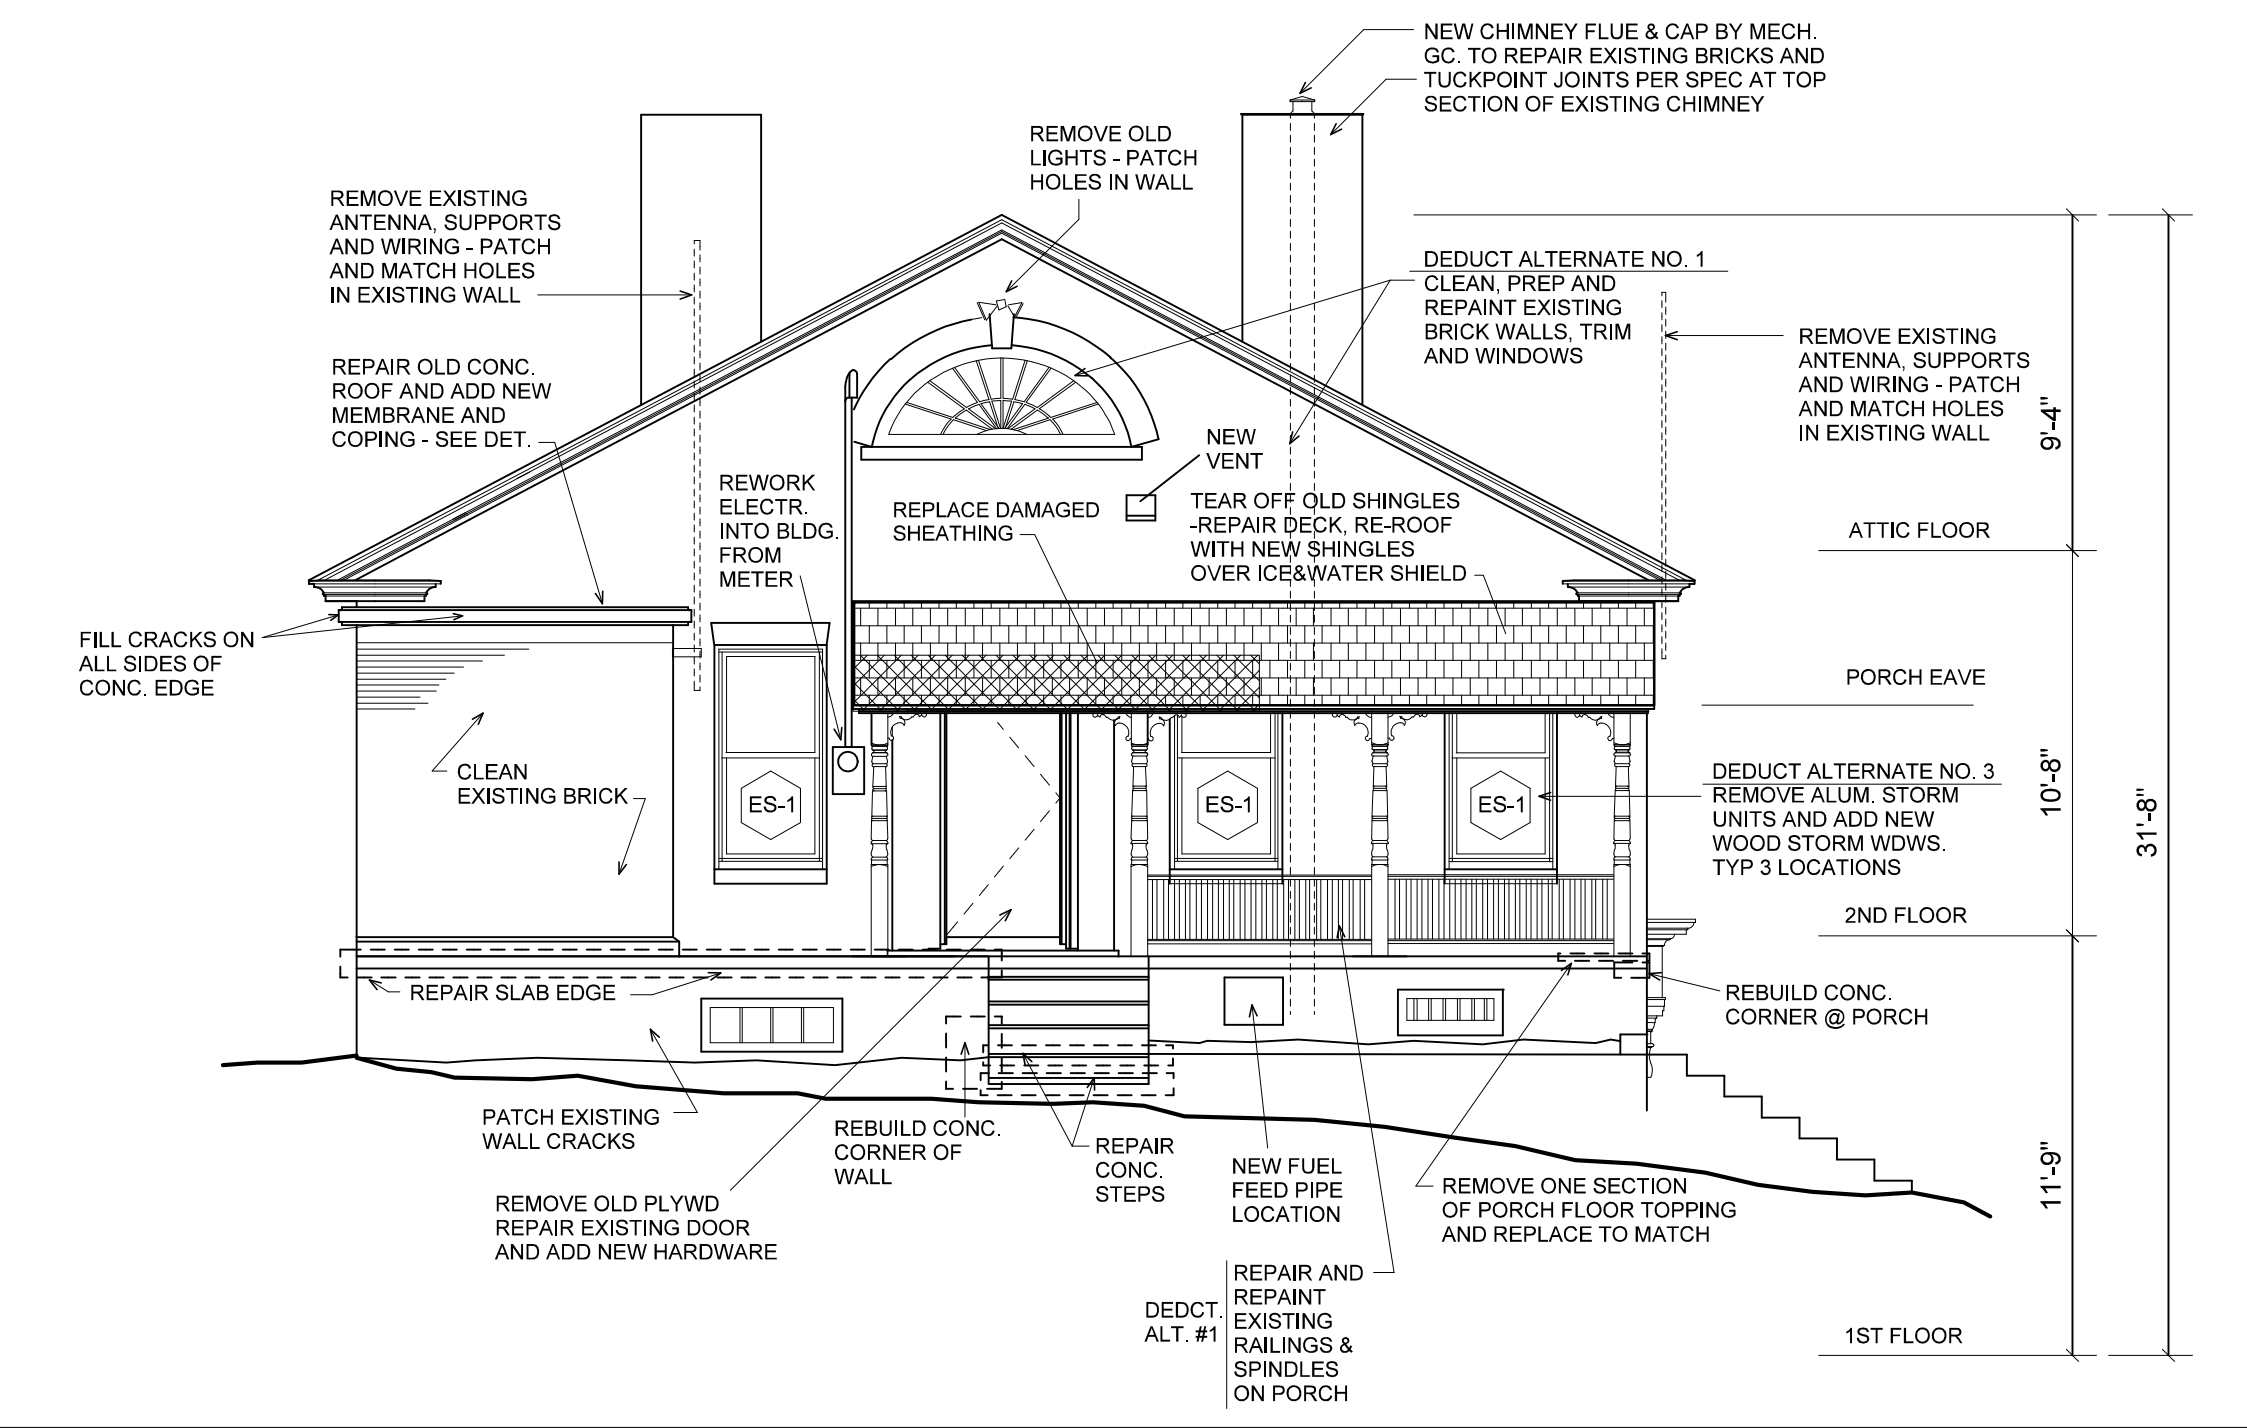 NEW CHIMNEY FLUE & CAP BY MECH.
GC. TO REPAIR EXISTING BRICKS AND
TUCKPOINT JOINTS PER SPEC AT TOP
SECTION OF EXISTING CHIMNEY
REMOVE OLD
LIGHTS - PATCH
HOLES IN WALL
REMOVE EXISTING
ANTENNA, SUPPORTS
AND WIRING - PATCH
AND MATCH HOLES
IN EXISTING WALL
DEDUCT ALTERNATE NO. 1
CLEAN, PREP AND
REPAINT EXISTING
BRICK WALLS, TRIM
AND WINDOWS
REMOVE EXISTING
ANTENNA, SUPPORTS
AND WIRING - PATCH
AND MATCH HOLES
IN EXISTING WALL
9'-4"
REPAIR OLD CONC.
ROOF AND ADD NEW
MEMBRANE AND
COPING - SEE DET.
NEW
VENT
REWORK
ELECTR.
INTO BLDG.
FROM
METER
REPLACE DAMAGED
SHEATHING
TEAR OFF OLD SHINGLES
-REPAIR DECK, RE-ROOF
WITH NEW SHINGLES
OVER ICE&WATER SHIELD
ATTIC FLOOR
FILL CRACKS ON
ALL SIDES OF
CONC. EDGE
PORCH EAVE
CLEAN
EXISTING BRICK
ES-1
ES-1
ES-1
DEDUCT ALTERNATE NO. 3
REMOVE ALUM. STORM
UNITS AND ADD NEW
WOOD STORM WDWS.
TYP 3 LOCATIONS
10'-8"
31'-8"
2ND FLOOR
REPAIR SLAB EDGE
REBUILD CONC.
CORNER @ PORCH
PATCH EXISTING
WALL CRACKS
REBUILD CONC.
CORNER OF
WALL
REPAIR
CONC.
STEPS
NEW FUEL
FEED PIPE
LOCATION
REMOVE ONE SECTION
OF PORCH FLOOR TOPPING
AND REPLACE TO MATCH
11'-9"
REMOVE OLD PLYWD
REPAIR EXISTING DOOR
AND ADD NEW HARDWARE
DEDCT.
ALT. #1
REPAIR AND
REPAINT
EXISTING
RAILINGS &
SPINDLES
ON PORCH
1ST FLOOR